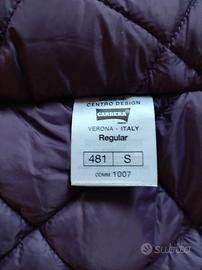 CENTRO DESIGN
CARRERA
VERONA - ITALY
Regular
481 S
COMM. 1007
subito